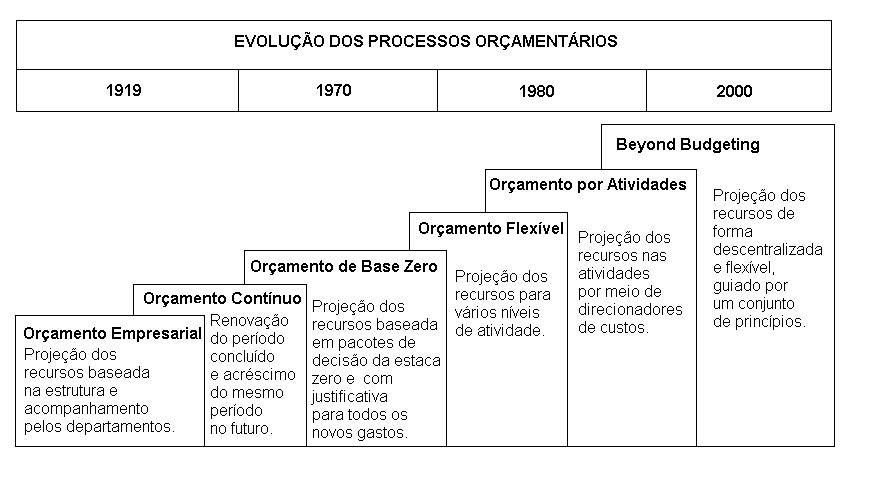 EVOLUÇÃO DOS PROCESSOS ORÇAMENTÁRIOS
1919
1970
1980
2000
Orçamento Empresarial
Projeção dos
recursos baseada
na estrutura e
acompanhamento
pelos departamentos.
Orçamento Contínuo
Renovação
do período
concluído
e acréscimo
do mesmo
período
no futuro.
Orçamento de Base Zero
Projeção dos
recursos baseada
em pacotes de
decisão da estaca
zero e com
justificativa
para todos os
novos gastos.
Orçamento Flexível
Projeção dos
recursos para
vários níveis
de atividade.
Orçamento por Atividades
Projeção dos
recursos nas
atividades
por meio de
direcionadores
de custos.
Beyond Budgeting
Projeção dos
recursos de
forma
descentralizada
e flexível,
guiado por
um conjunto
de princípios.